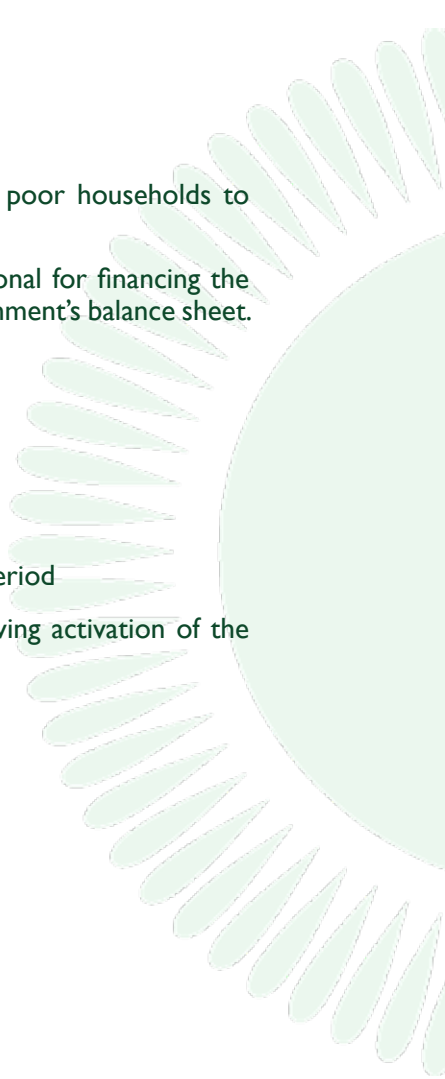 poor households to
onal for financing the
nment's balance sheet.
eriod
ving activation of the